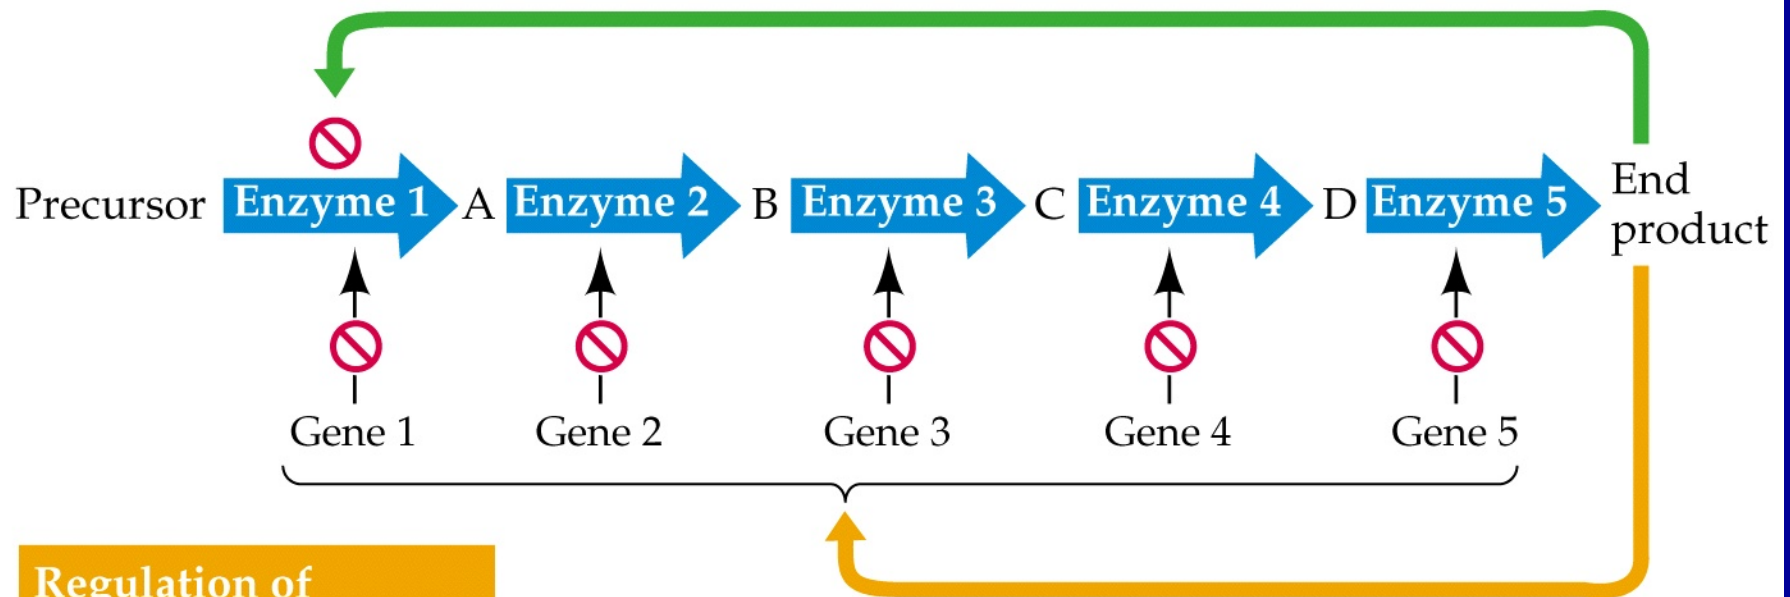 Precursor Enzyme 1 A Enzyme 2 B Enzyme 3 C Enzyme 4 D Enzyme 5 End
product
Gene 1 Gene 2 Gene 3 Gene 4 Gene 5
Regulation of